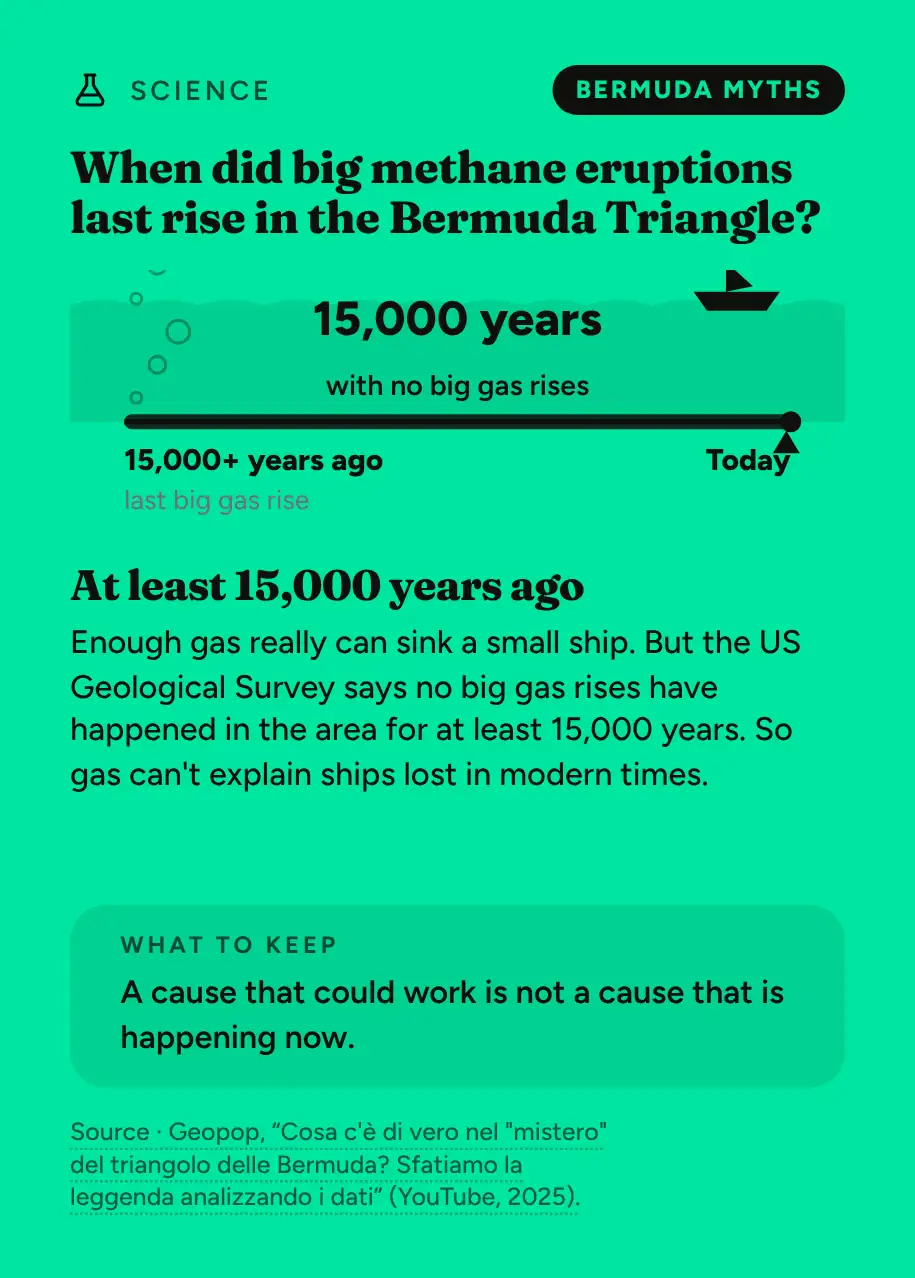 SCIENCE
BERMUDA MYTHS
When did big methane eruptions
last rise in the Bermuda Triangle?
15,000 years
with no big gas rises
15,000+ years ago
Today
last big gas rise
At least 15,000 years ago
Enough gas really can sink a small ship. But the US
Geological Survey says no big gas rises have
happened in the area for at least 15,000 years. So
gas can't explain ships lost in modern times.
WHAT TO KEEP
A cause that could work is not a cause that is
happening now.
Source · Geopop, “Cosa c'è di vero nel "mistero"
del triangolo delle Bermuda? Sfatiamo la
leggenda analizzando i dati” (YouTube, 2025).